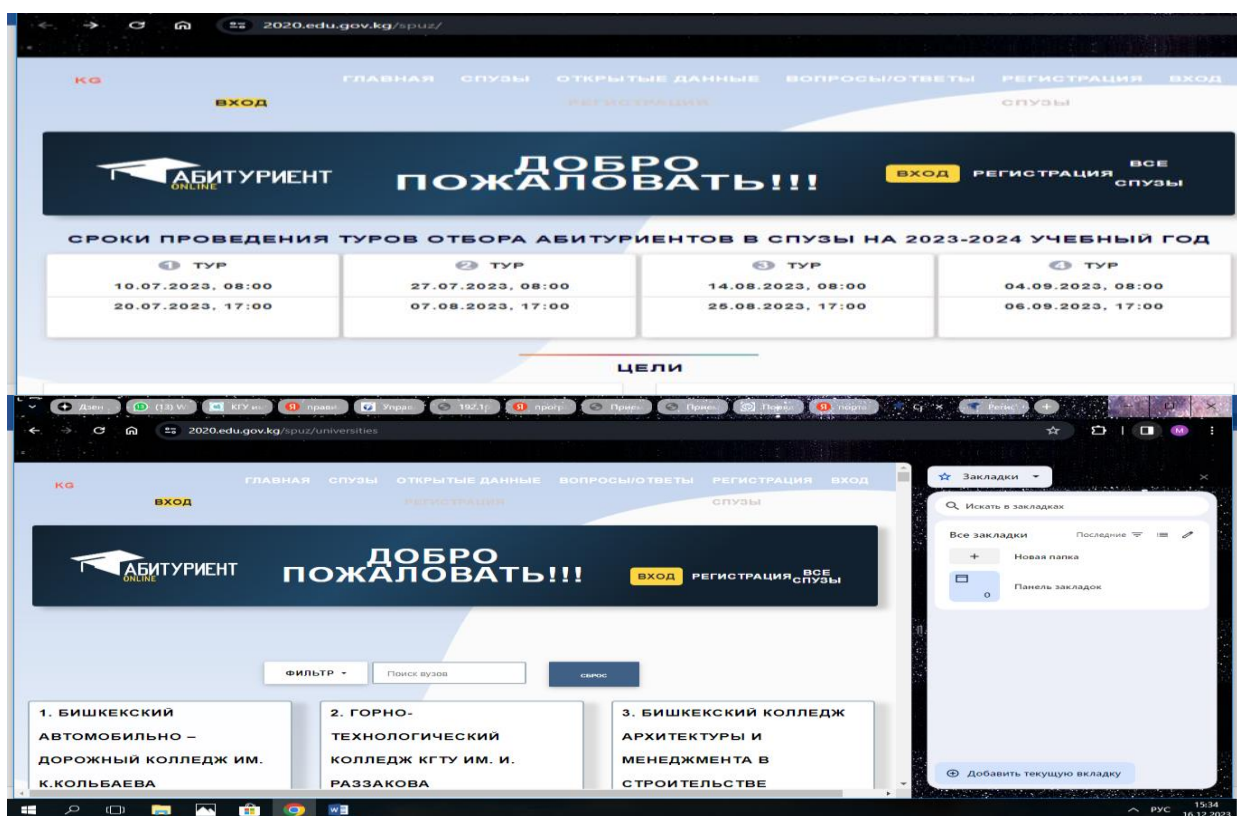 2020.edu.gov.kg/spuz/
KG
ГЛАВНАЯ СПУЗЫ ОТКРЫТЫЕ ДАННЫЕ ВОПРОСЫ/ОТВЕТЫ РЕГИСТРАЦИЯ ВХОД
ВХОД РЕГИСТРАЦИЯ СПУЗЫ
АБИТУРИЕНТ
ONLINE
ДОБРО
ПОЖАЛОВАТЬ!!!
ВХОД РЕГИСТРАЦИЯ ВСЕ СПУЗЫ
СРОКИ ПРОВЕДЕНИЯ ТУРОВ ОТБОРА АБИТУРИЕНТОВ В СПУЗЫ НА 2023-2024 УЧЕБНЫЙ ГОД
1 ТУР
10.07.2023, 08:00
20.07.2023, 17:00
2 ТУР
27.07.2023, 08:00
07.08.2023, 17:00
3 ТУР
14.08.2023, 08:00
25.08.2023, 17:00
4 ТУР
04.09.2023, 08:00
06.09.2023, 17:00
ЦЕЛИ
2020.edu.gov.kg/spuz/universities
KG
ГЛАВНАЯ СПУЗЫ ОТКРЫТЫЕ ДАННЫЕ ВОПРОСЫ/ОТВЕТЫ РЕГИСТРАЦИЯ ВХОД
ВХОД РЕГИСТРАЦИЯ СПУЗЫ
АБИТУРИЕНТ
ONLINE
ДОБРО
ПОЖАЛОВАТЬ!!!
ВХОД РЕГИСТРАЦИЯ ВСЕ СПУЗЫ
ФИЛЬТР
Поиск вузов
СБРОС
1. БИШКЕКСКИЙ
АВТОМОБИЛЬНО –
ДОРОЖНЫЙ КОЛЛЕДЖ ИМ.
К.КОЛЬБАЕВА
2. ГОРНО-
ТЕХНОЛОГИЧЕСКИЙ
КОЛЛЕДЖ КГТУ ИМ. И.
РАЗЗАКОВА
3. БИШКЕКСКИЙ КОЛЛЕДЖ
АРХИТЕКТУРЫ И
МЕНЕДЖМЕНТА В
СТРОИТЕЛЬСТВЕ
Закладки
Искать в закладках
Все закладки Последние
Новая папка
Панель закладок
0
Добавить текущую вкладку
РУС
15:34
16.12.2023